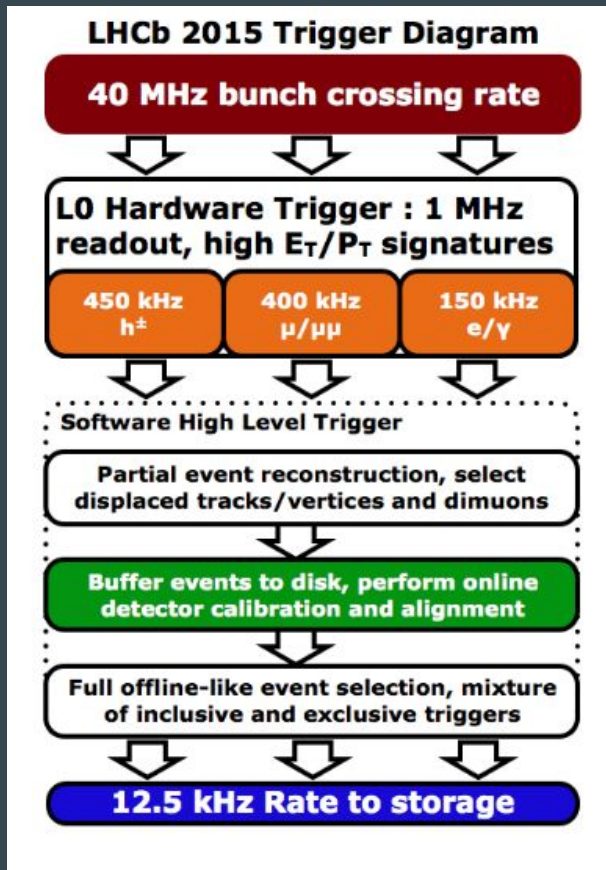 LHCb 2015 Trigger Diagram
40 MHz bunch crossing rate
L0 Hardware Trigger : 1 MHz
readout, high E_T/P_T signatures
450 kHz
h±
400 kHz
μ/μμ
150 kHz
e/γ
Software High Level Trigger
Partial event reconstruction, select
displaced tracks/vertices and dimuons
Buffer events to disk, perform online
detector calibration and alignment
Full offline-like event selection, mixture
of inclusive and exclusive triggers
12.5 kHz Rate to storage